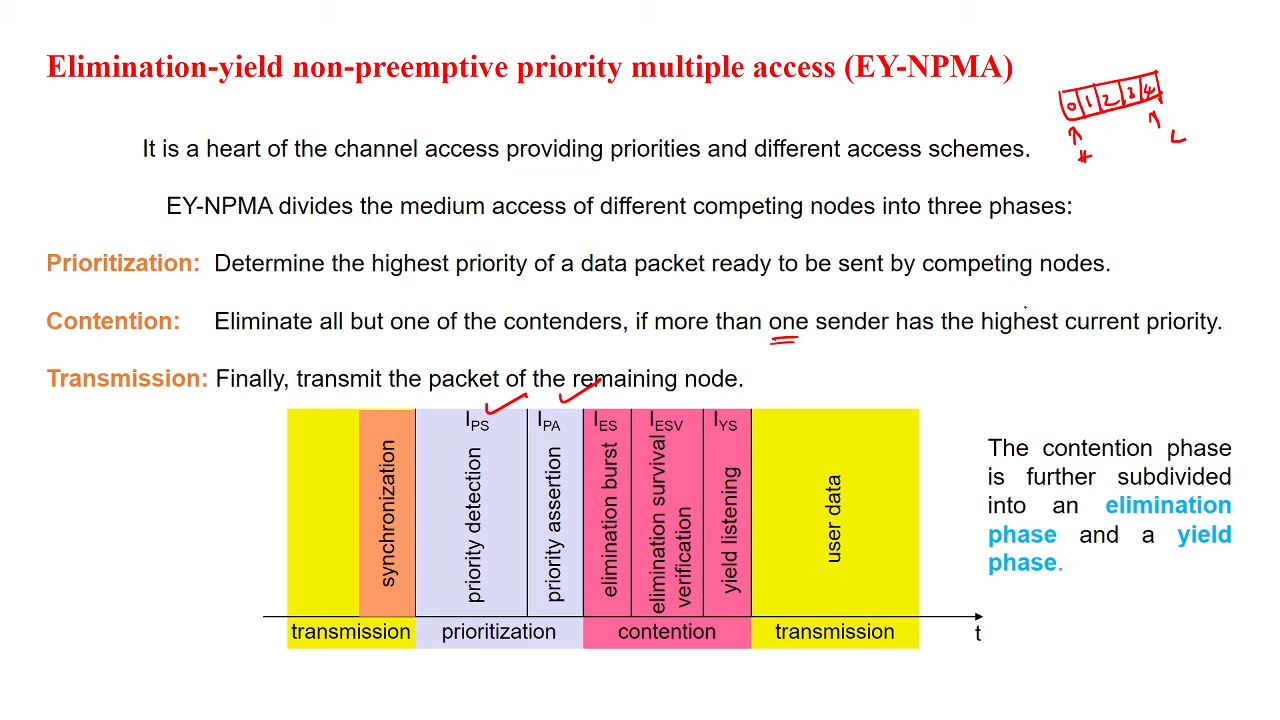 Elimination-yield non-preemptive priority multiple access (EY-NPMA)
0 1 2 3 4
H
L
It is a heart of the channel access providing priorities and different access schemes.
EY-NPMA divides the medium access of different competing nodes into three phases:
Prioritization: Determine the highest priority of a data packet ready to be sent by competing nodes.
Contention: Eliminate all but one of the contenders, if more than one sender has the highest current priority.
Transmission: Finally, transmit the packet of the remaining node.
I_PS I_PA I_ES I_ESV I_YS
synchronization
priority detection
priority assertion
elimination burst
elimination survival
verification
yield listening
user data
transmission prioritization contention transmission t
The contention phase
is further subdivided
into an elimination
phase and a yield
phase.